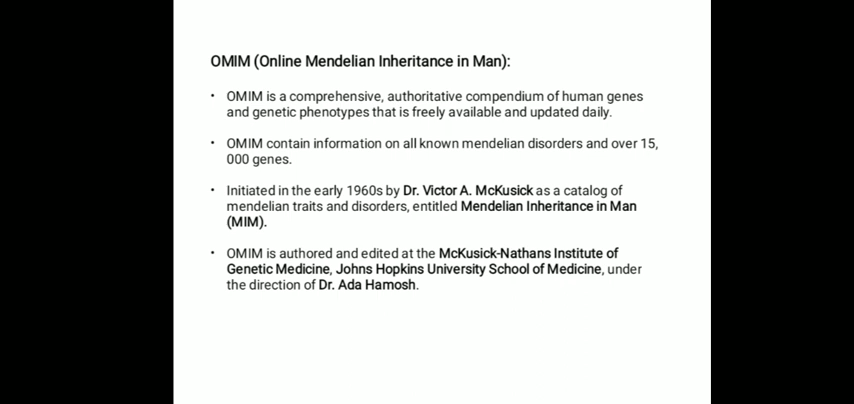 OMIM (Online Mendelian Inheritance in Man):
• OMIM is a comprehensive, authoritative compendium of human genes
and genetic phenotypes that is freely available and updated daily.
• OMIM contain information on all known mendelian disorders and over 15,
000 genes.
• Initiated in the early 1960s by Dr. Victor A. McKusick as a catalog of
mendelian traits and disorders, entitled Mendelian Inheritance in Man
(MIM).
• OMIM is authored and edited at the McKusick-Nathans Institute of
Genetic Medicine, Johns Hopkins University School of Medicine, under
the direction of Dr. Ada Hamosh.